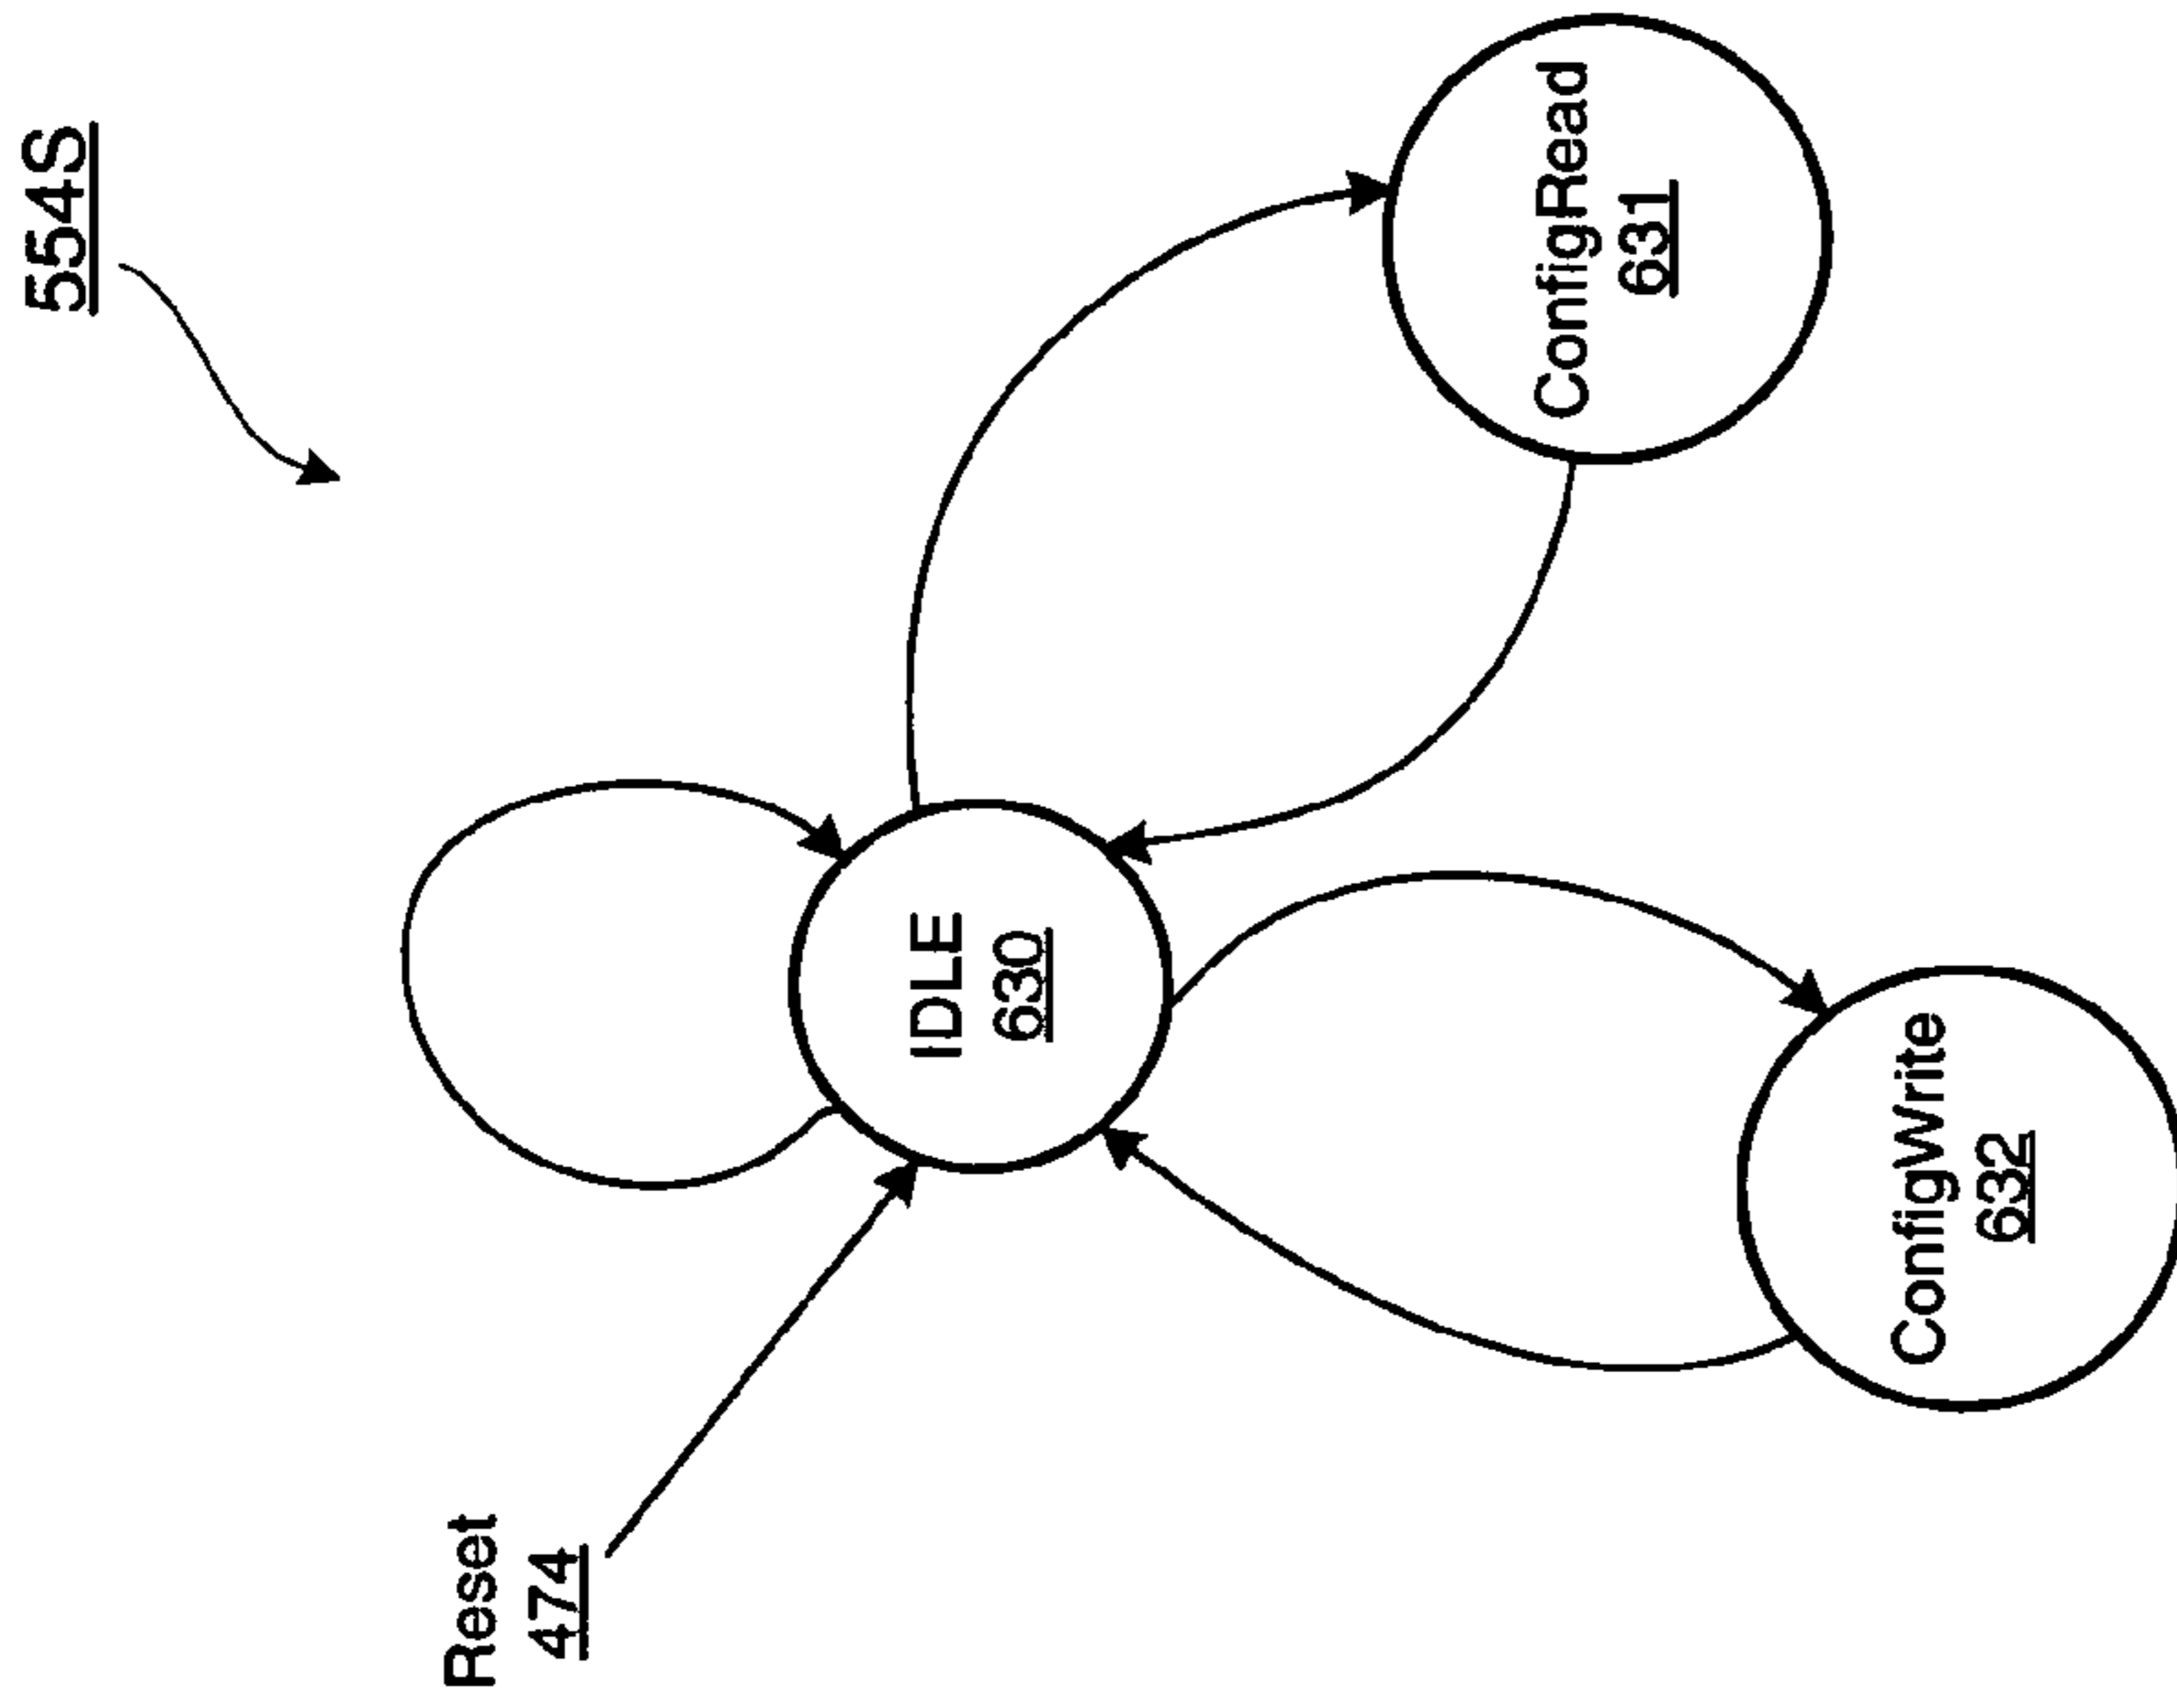 554S
Reset
474
IDLE
630
ConfigRead
631
ConfigWrite
632